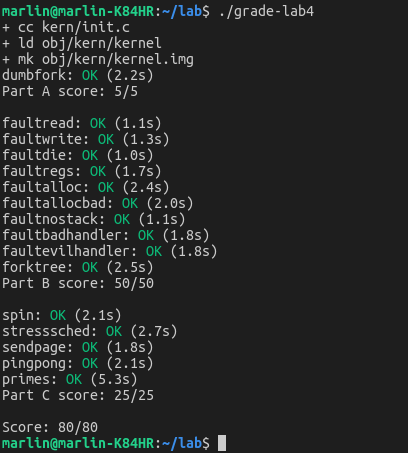 marlin@marlin-K84HR:~/lab$ ./grade-lab4
+ cc kern/init.c
+ ld obj/kern/kernel
+ mk obj/kern/kernel.img
dumbfork: OK (2.2s)
Part A score: 5/5
faultread: OK (1.1s)
faultwrite: OK (1.3s)
faultdie: OK (1.0s)
faultregs: OK (1.7s)
faultalloc: OK (2.4s)
faultallocbad: OK (2.0s)
faultnostack: OK (1.1s)
faultbadhandler: OK (1.8s)
faultevilhandler: OK (1.8s)
forktree: OK (2.5s)
Part B score: 50/50
spin: OK (2.1s)
stresssched: OK (2.7s)
sendpage: OK (1.8s)
pingpong: OK (2.1s)
primes: OK (5.3s)
Part C score: 25/25
Score: 80/80
marlin@marlin-K84HR:~/lab$